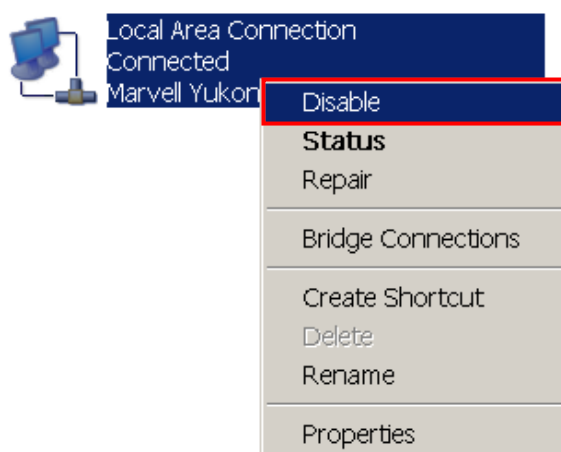 Local Area Connection
Connected
Marvell Yukon
Disable
Status
Repair
Bridge Connections
Create Shortcut
Delete
Rename
Properties